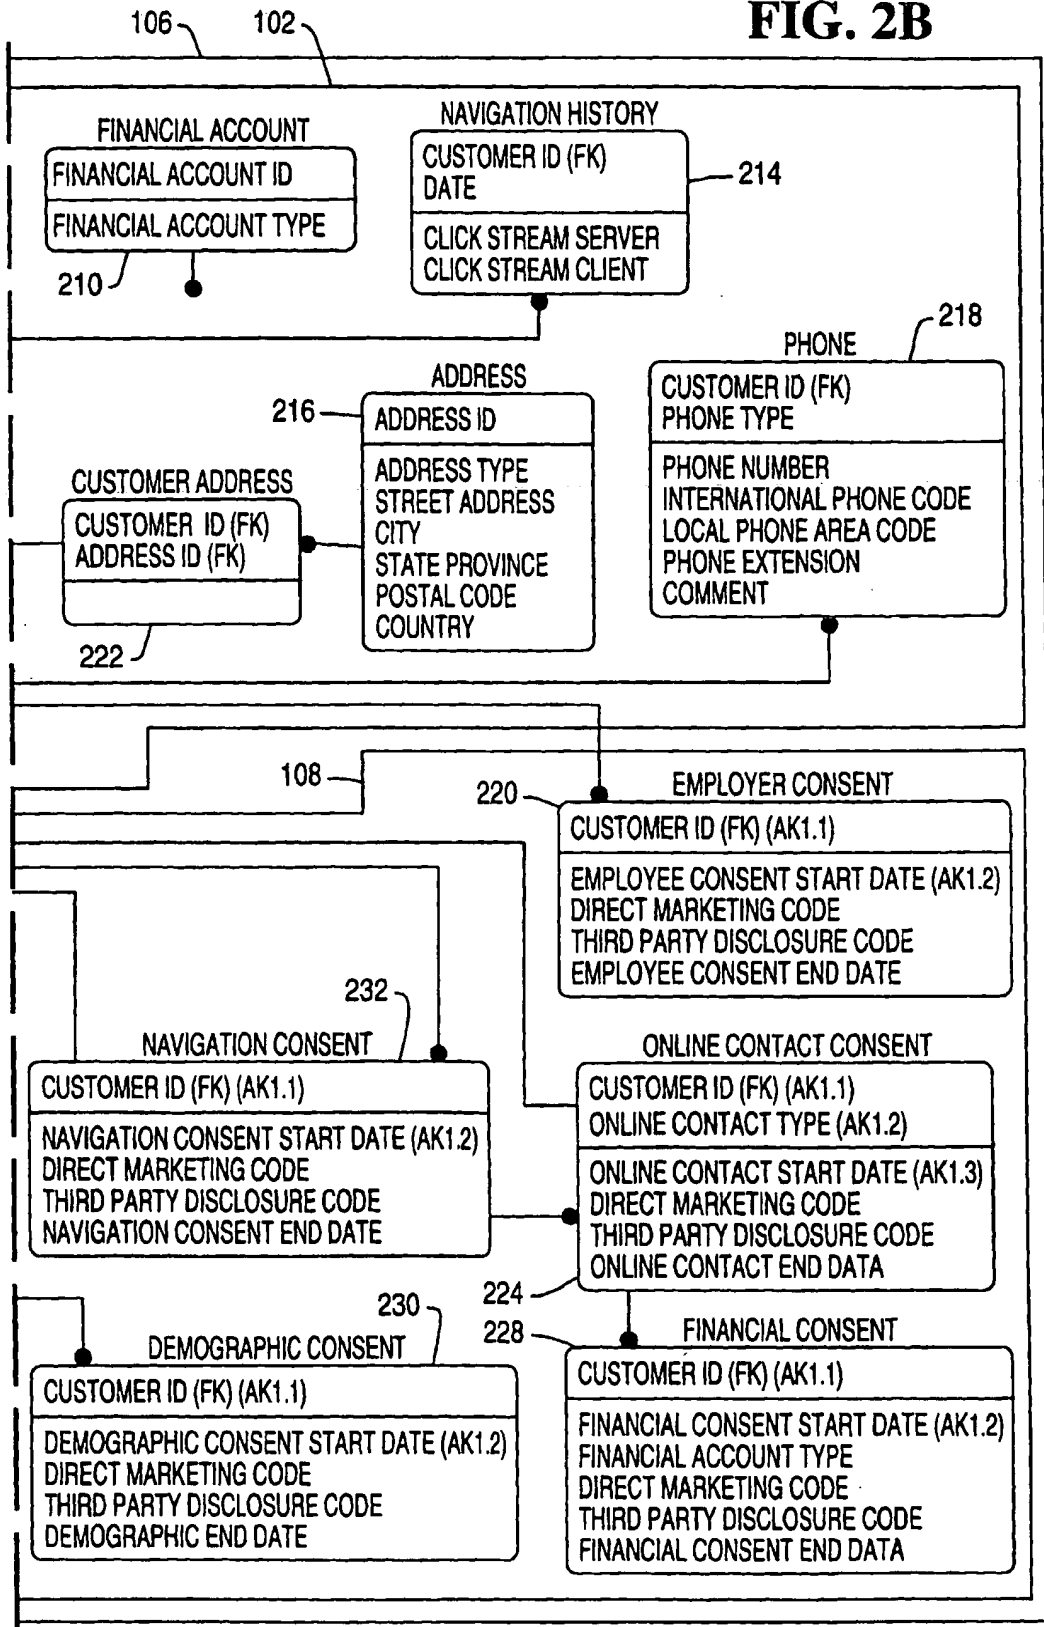 FIG. 2B
106
102
FINANCIAL ACCOUNT
FINANCIAL ACCOUNT ID
FINANCIAL ACCOUNT TYPE
210
NAVIGATION HISTORY
CUSTOMER ID (FK)
DATE
CLICK STREAM SERVER
CLICK STREAM CLIENT
214
218
PHONE
CUSTOMER ID (FK)
PHONE TYPE
PHONE NUMBER
INTERNATIONAL PHONE CODE
LOCAL PHONE AREA CODE
PHONE EXTENSION
COMMENT
ADDRESS
216
ADDRESS ID
ADDRESS TYPE
STREET ADDRESS
CITY
STATE PROVINCE
POSTAL CODE
COUNTRY
CUSTOMER ADDRESS
CUSTOMER ID (FK)
ADDRESS ID (FK)
222
108
220
EMPLOYER CONSENT
CUSTOMER ID (FK) (AK1.1)
EMPLOYEE CONSENT START DATE (AK1.2)
DIRECT MARKETING CODE
THIRD PARTY DISCLOSURE CODE
EMPLOYEE CONSENT END DATE
232
NAVIGATION CONSENT
CUSTOMER ID (FK) (AK1.1)
NAVIGATION CONSENT START DATE (AK1.2)
DIRECT MARKETING CODE
THIRD PARTY DISCLOSURE CODE
NAVIGATION CONSENT END DATE
ONLINE CONTACT CONSENT
CUSTOMER ID (FK) (AK1.1)
ONLINE CONTACT TYPE (AK1.2)
ONLINE CONTACT START DATE (AK1.3)
DIRECT MARKETING CODE
THIRD PARTY DISCLOSURE CODE
ONLINE CONTACT END DATA
224
230
DEMOGRAPHIC CONSENT
CUSTOMER ID (FK) (AK1.1)
DEMOGRAPHIC CONSENT START DATE (AK1.2)
DIRECT MARKETING CODE
THIRD PARTY DISCLOSURE CODE
DEMOGRAPHIC END DATE
228
FINANCIAL CONSENT
CUSTOMER ID (FK) (AK1.1)
FINANCIAL CONSENT START DATE (AK1.2)
FINANCIAL ACCOUNT TYPE
DIRECT MARKETING CODE
THIRD PARTY DISCLOSURE CODE
FINANCIAL CONSENT END DATA